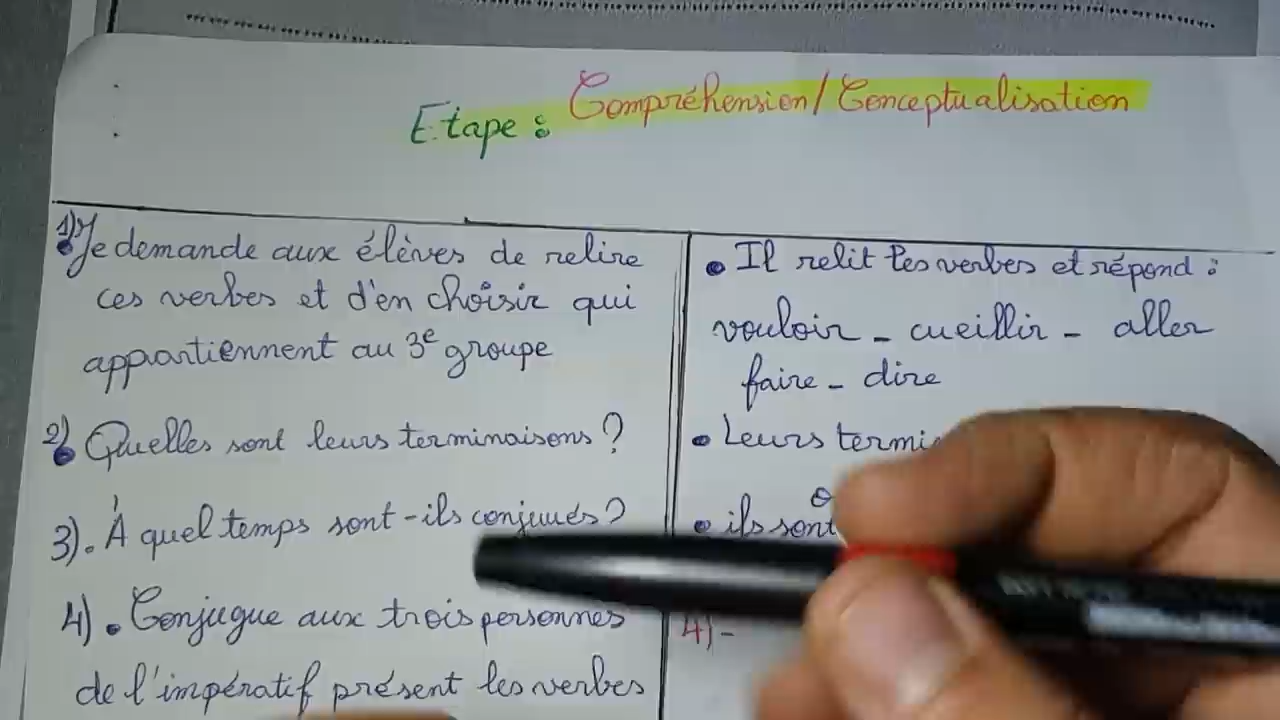 Etape : Compréhension / Conceptualisation
1) Je demande aux élèves de relire
ces verbes et d'en choisir qui
appartiennent au 3e groupe
2) Quelles sont leurs terminaisons ?
3). À quel temps sont-ils conjugués ?
4). Conjugue aux trois personnes
de l'impératif présent les verbes
• Il relit les verbes et répond :
vouloir - cueillir - aller
faire - dire
• Leurs
• ils sont
4) -